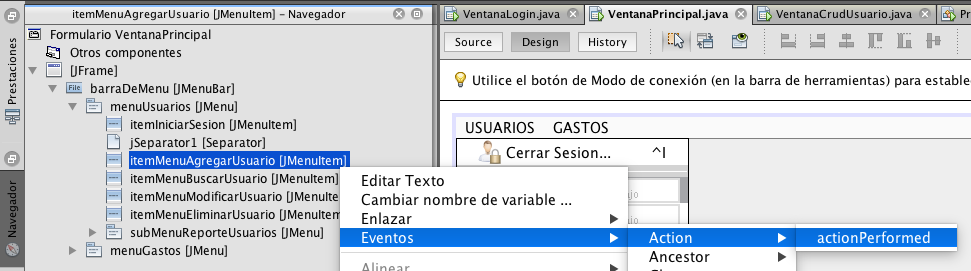 itemMenuAgregarUsuario [JMenuItem] – Navegador
Prestaciones
Navegador
Formulario VentanaPrincipal
Otros componentes
[JFrame]
barraDeMenu [JMenuBar]
menuUsuarios [JMenu]
itemIniciarSesion [JMenuItem]
jSeparator1 [Separator]
itemMenuAgregarUsuario [JMenuItem]
itemMenuBuscarUsuario [JMenuItem]
itemMenuModificarUsuario [JMenuItem]
itemMenuEliminarUsuario [JMenuItem
subMenuReporteUsuarios [JMenu]
menuGastos [JMenu]
VentanaLogin.java
VentanaPrincipal.java
VentanaCrudUsuario.java
Source Design History
Utilice el botón de Modo de conexión (en la barra de herramientas) para estable
USUARIOS GASTOS
Cerrar Sesion... ^I
Editar Texto
Cambiar nombre de variable ...
Enlazar
Eventos
Alinear
Action
Ancestor
actionPerformed